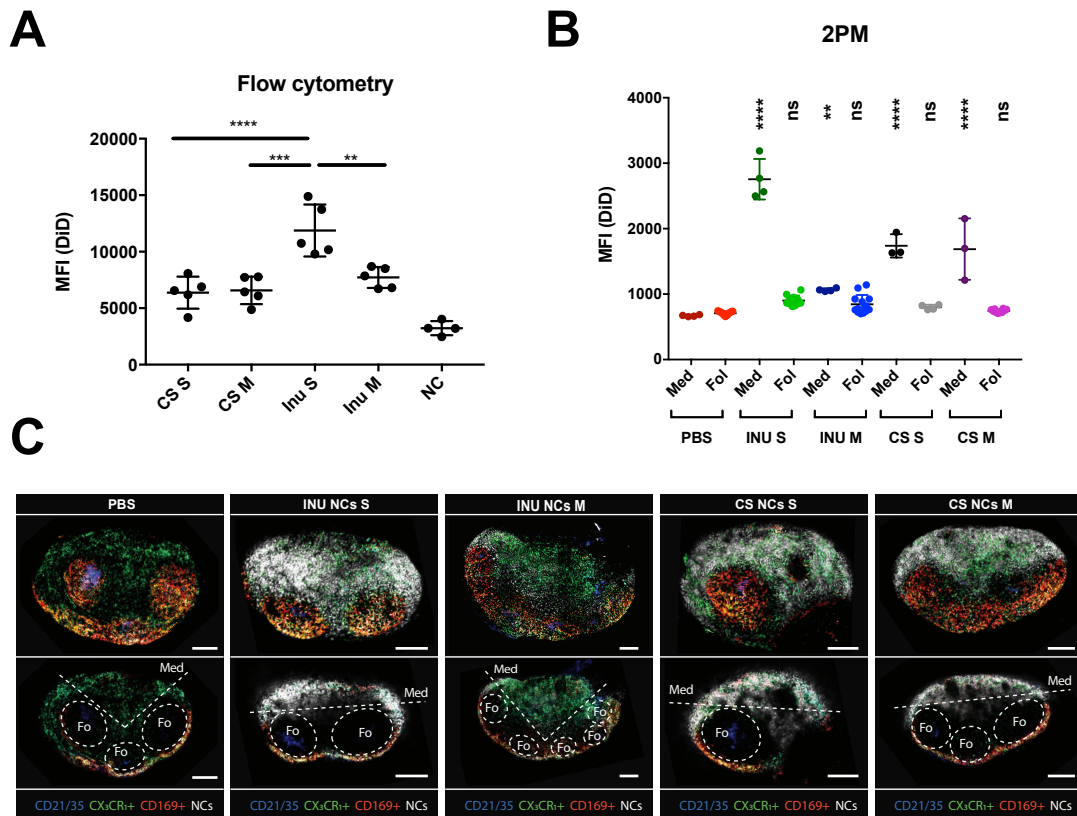 A
Flow cytometry
****
***
**
20000
15000
10000
5000
0
MFI (DiD)
CS S
CS M
Inu S
Inu M
NC
B
2PM
****
ns
**
ns
****
ns
****
ns
4000
3000
2000
1000
0
MFI (DiD)
Med
Fol
Med
Fol
Med
Fol
Med
Fol
Med
Fol
PBS
INU S
INU M
CS S
CS M
C
PBS
INU NCs S
INU NCs M
CS NCs S
CS NCs M
Med
Fo
Fo
Fo
Med
Fo
Fo
Med
Fo
Fo
Fo
Fo
Fo
Med
Fo
Med
Fo
Fo
Fo
CD21/35 CX₃CR₁+ CD169+ NCs
CD21/35 CX₃CR₁+ CD169+ NCs
CD21/35 CX₃CR₁+ CD169+ NCs
CD21/35 CX₃CR₁+ CD169+ NCs
CD21/35 CX₃CR₁+ CD169+ NCs